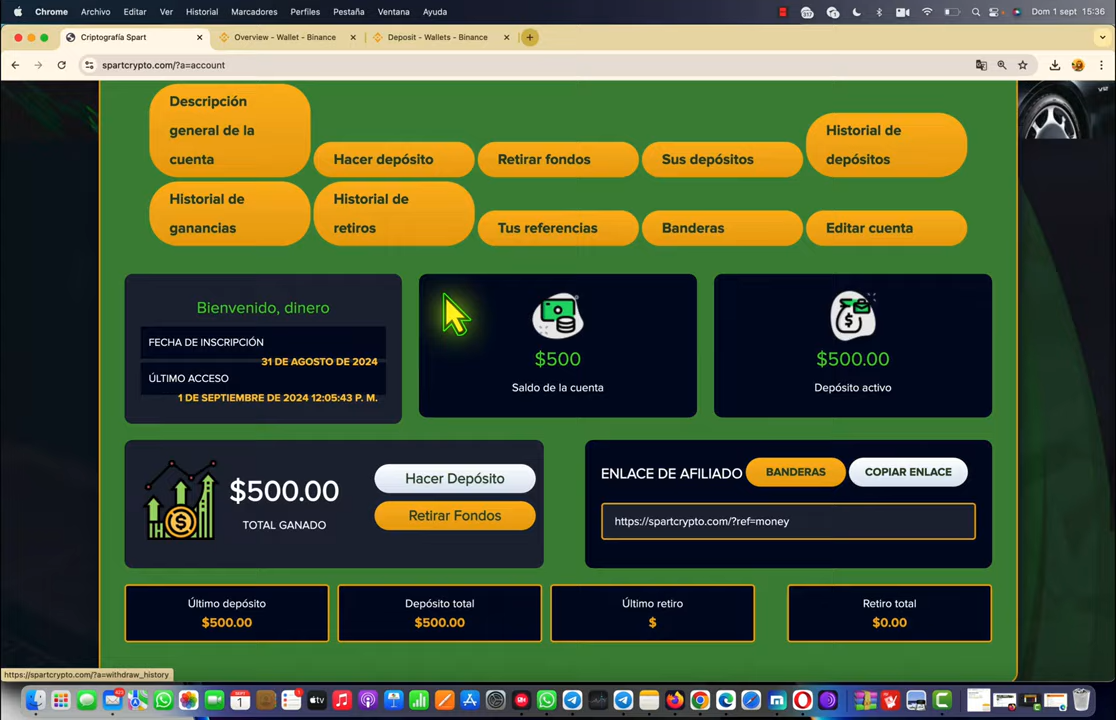 Chrome Archivo Editar Ver Historial Marcadores Perfiles Pestaña Ventana Ayuda Dom 1 sept 15:36
Criptografía Spart Overview - Wallet - Binance Deposit - Wallets - Binance
spartcrypto.com/?a=account
Descripción
general de la
cuenta
Hacer depósito
Retirar fondos
Sus depósitos
Historial de
depósitos
Historial de
ganancias
Historial de
retiros
Tus referencias
Banderas
Editar cuenta
Bienvenido, dinero
FECHA DE INSCRIPCIÓN
31 DE AGOSTO DE 2024
ÚLTIMO ACCESO
1 DE SEPTIEMBRE DE 2024 12:05:43 P. M.
$500
Saldo de la cuenta
$500.00
Depósito activo
$500.00
TOTAL GANADO
Hacer Depósito
Retirar Fondos
ENLACE DE AFILIADO BANDERAS COPIAR ENLACE
https://spartcrypto.com/?ref=money
Último depósito
$500.00
Depósito total
$500.00
Último retiro
$
Retiro total
$0.00
https://spartcrypto.com/?a=withdraw_history